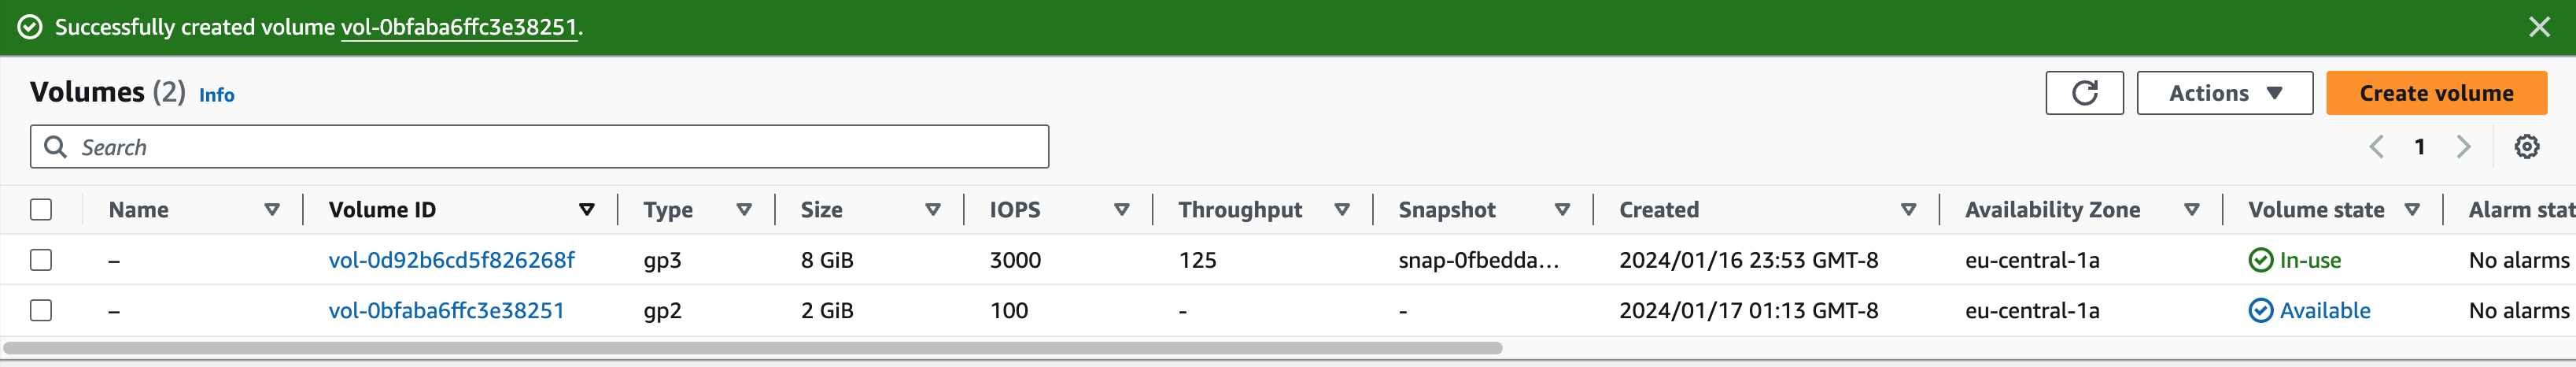 Successfully created volume vol-0bfaba6ffc3e38251.
Volumes (2) Info
Actions Create volume
Search
1
Name Volume ID Type Size IOPS Throughput Snapshot Created Availability Zone Volume state Alarm stat
– vol-0d92b6cd5f826268f gp3 8 GiB 3000 125 snap-0fbedda... 2024/01/16 23:53 GMT-8 eu-central-1a In-use No alarms
– vol-0bfaba6ffc3e38251 gp2 2 GiB 100 - - 2024/01/17 01:13 GMT-8 eu-central-1a Available No alarms